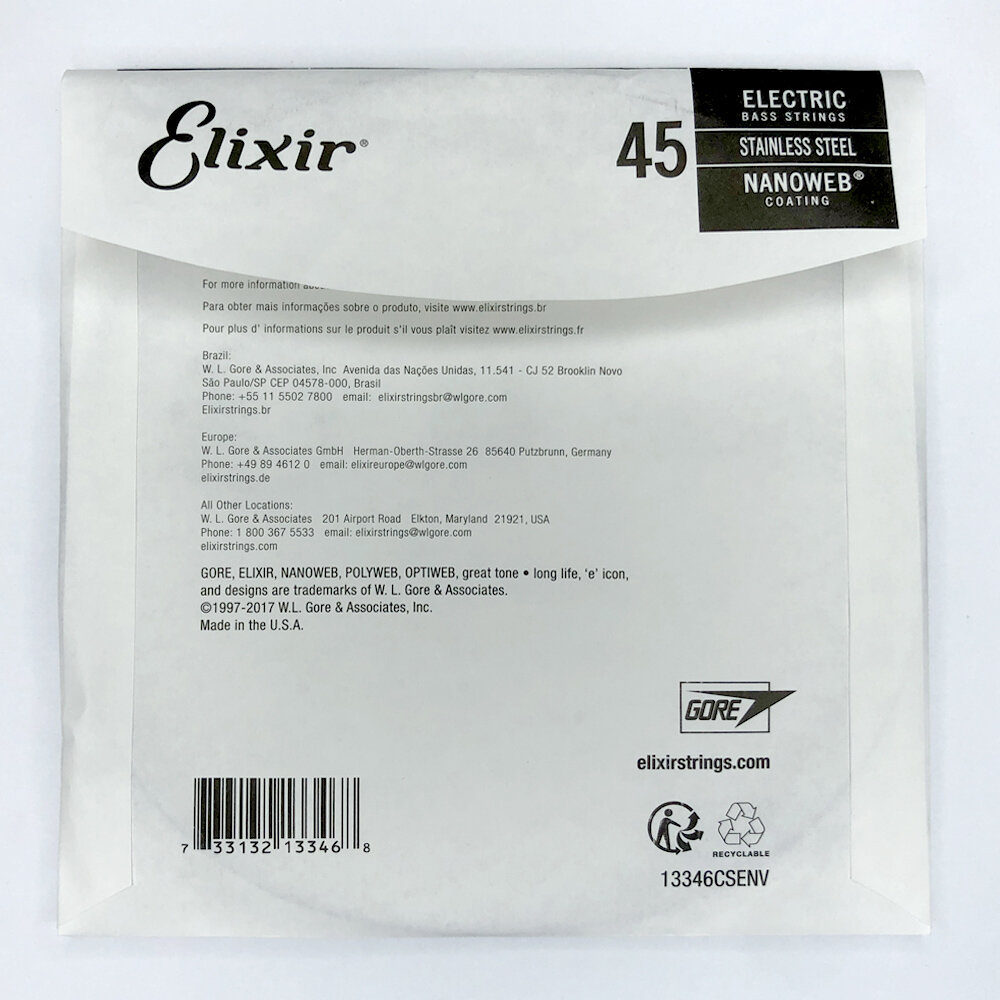 Elixir®
45
ELECTRIC
BASS STRINGS
STAINLESS STEEL
NANOWEB®
COATING
For more information
Para obter mais informações sobre o produto, visite www.elixirstrings.br
Pour plus d' informations sur le produit s'il vous plaît visitez www.elixirstrings.fr
Brazil:
W. L. Gore & Associates, Inc Avenida das Nações Unidas, 11.541 - CJ 52 Brooklin Novo
São Paulo/SP CEP 04578-000, Brasil
Phone: +55 11 5502 7800 email: elixirstringsbr@wlgore.com
Elixirstrings.br
Europe:
W. L. Gore & Associates GmbH Herman-Oberth-Strasse 26 85640 Putzbrunn, Germany
Phone: +49 89 4612 0 email: elixireurope@wlgore.com
elixirstrings.de
All Other Locations:
W. L. Gore & Associates 201 Airport Road Elkton, Maryland 21921, USA
Phone: 1 800 367 5533 email: elixirstrings@wlgore.com
elixirstrings.com
GORE, ELIXIR, NANOWEB, POLYWEB, OPTIWEB, great tone • long life, 'e' icon,
and designs are trademarks of W. L. Gore & Associates.
©1997-2017 W.L. Gore & Associates, Inc.
Made in the U.S.A.
GORE
elixirstrings.com
7 33132 13346 8
RECYCLABLE
13346CSENV